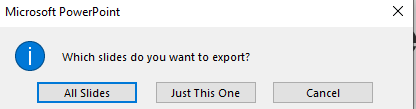 Microsoft PowerPoint
Which slides do you want to export?
All Slides
Just This One
Cancel